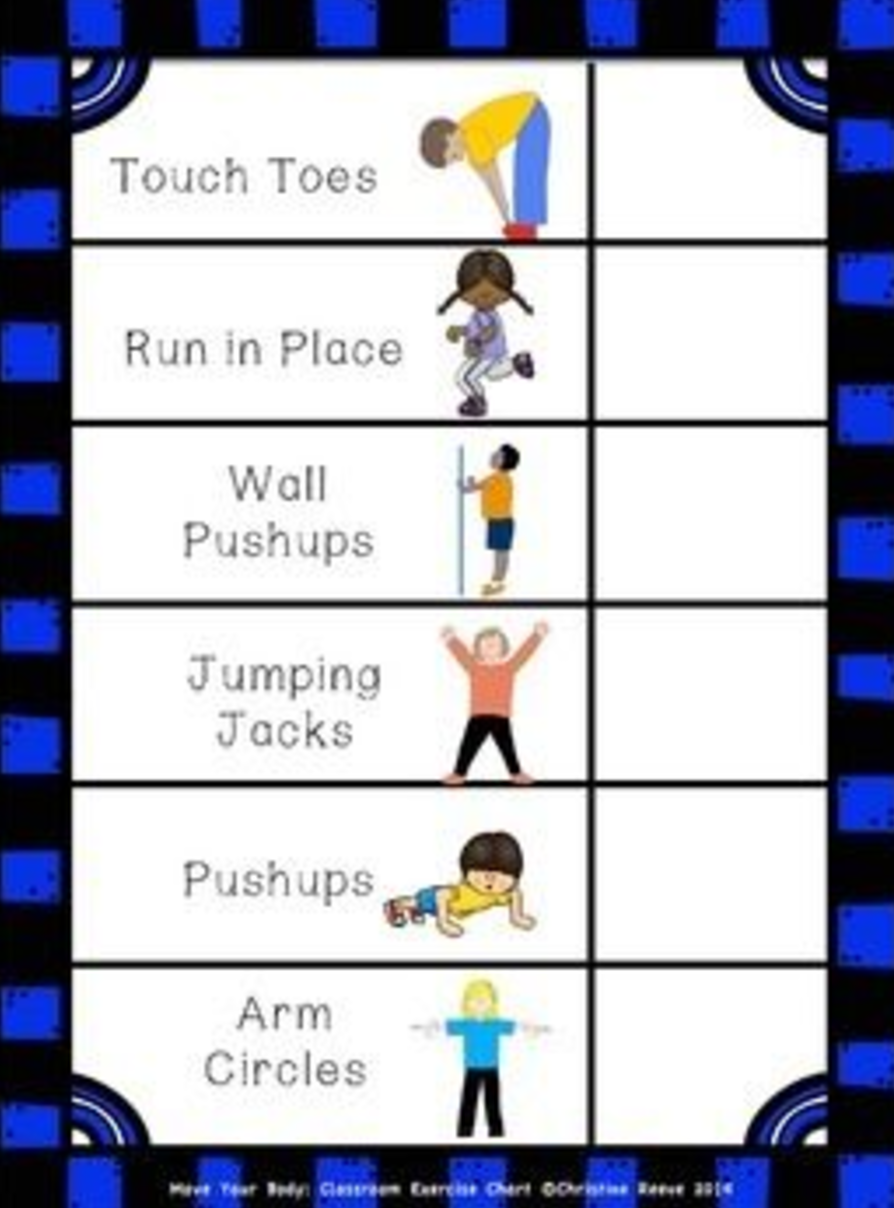 Touch Toes
Run in Place
Wall
Pushups
Jumping
Jacks
Pushups
Arm
Circles
Move Your Body: Classroom Exercise Chart ©Christine Reeve